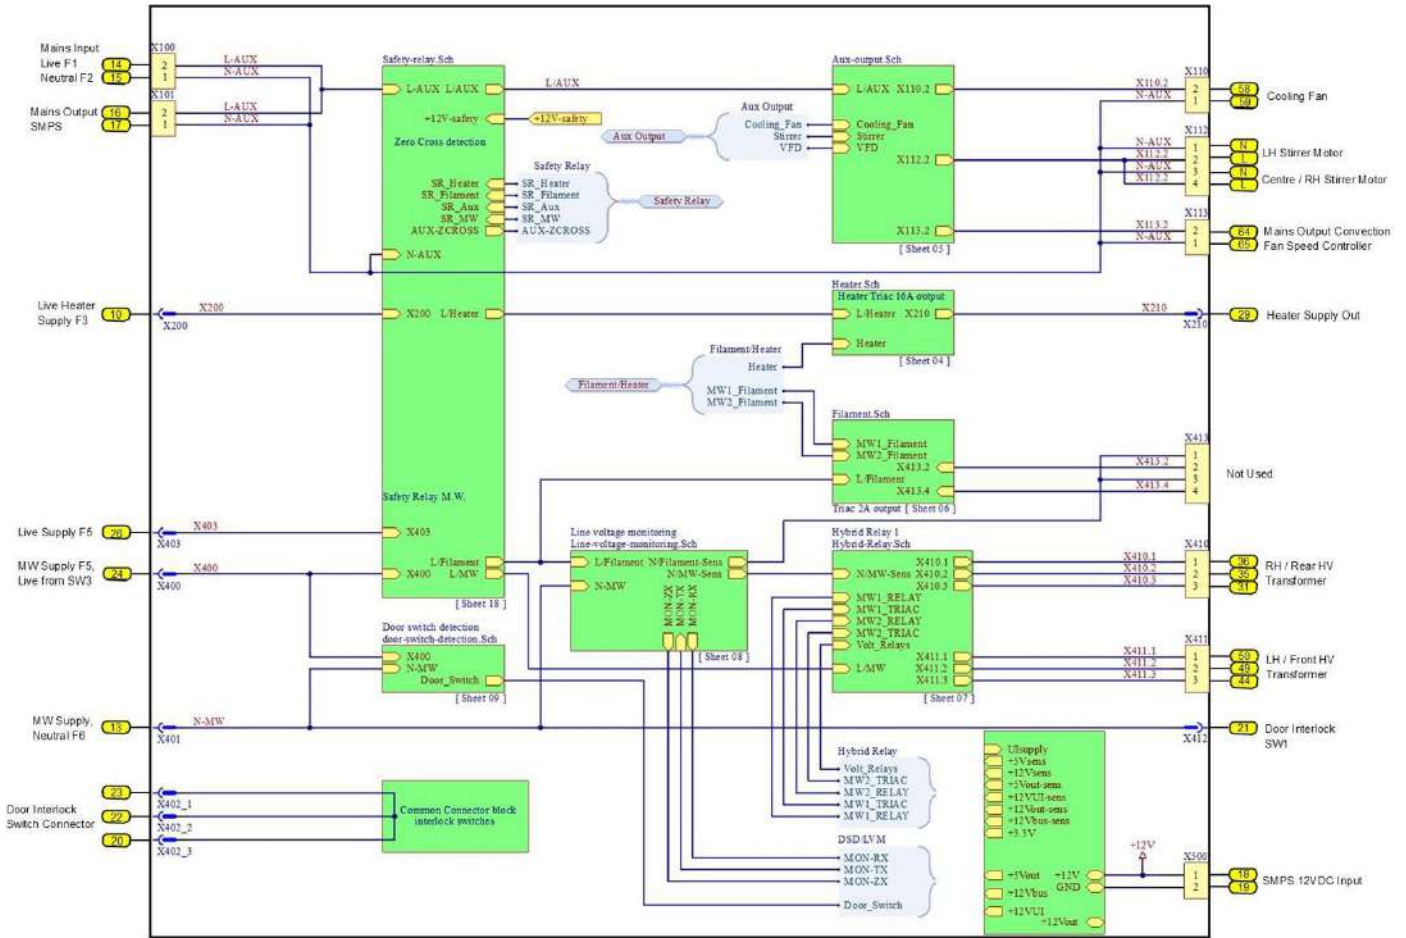 Mains Input
Live F1
Neutral F2
14
15
X100
2
1
L-AUX
N-AUX
Mains Output
SMPS
16
17
X101
2
1
L-AUX
N-AUX
Safety-relay.Sch
L-AUX L/AUX
+12V-safety
+12V-safety
Zero Cross detection
SR_Heater
SR_Filament
SR_Aux
SR_MW
AUX-ZCROSS
Safety Relay
SR_Heater
SR_Filament
SR_Aux
SR_MW
AUX-ZCROSS
Safety Relay
N-AUX
L/AUX
Aux Output
Aux Output
Cooling_Fan
Stirrer
VFD
Aux-output.Sch
L/AUX X110.2
Cooling_Fan
Stirrer
VFD
X112.2
X113.2
[ Sheet 05 ]
X110.2
N-AUX
X110
2
1
58
59
Cooling Fan
N-AUX
X112.2
N-AUX
X112.2
X112
1
2
3
4
N
L
N
L
LH Stirrer Motor
Centre / RH Stirrer Motor
X113.2
N-AUX
X113
2
1
64
65
Mains Output Convection
Fan Speed Controller
Live Heater
Supply F3
10
X200
X200
X200 L/Heater
Heater.Sch
Heater Triac 16A output
L/Heater X210
Heater
[ Sheet 04 ]
X210
X210
29
Heater Supply Out
Filament/Heater
Filament/Heater
Heater
MW1_Filament
MW2_Filament
Filament.Sch
MW1_Filament
MW2_Filament
X413.2
L/Filament
X413.4
Triac 2A output [ Sheet 06 ]
X413.2
X413.4
X413
1
2
3
4
Not Used
Safety Relay M.W.
Live Supply F5
26
X403
X403
X403
MW Supply F5,
Live from SW3
24
X400
X400
L/Filament
X400 L/MW
[ Sheet 18 ]
Line voltage monitoring
Line-voltage-monitoring.Sch
L/Filament N/Filament-Sens
N/MW-Sens
N-MW
MON-ZX
MON-TX
MON-RX
[ Sheet 08 ]
Hybrid Relay 1
Hybrid-Relay.Sch
X410.1
N/MW-Sens X410.2
X410.3
MW1_RELAY
MW1_TRIAC
MW2_RELAY
MW2_TRIAC
Volt_Relays
X411.1
L/MW X411.2
X411.3
[ Sheet 07 ]
X410.1
X410.2
X410.3
X410
1
2
3
36
35
31
RH / Rear HV
Transformer
X411.1
X411.2
X411.3
X411
1
2
3
50
49
44
LH / Front HV
Transformer
Door switch detection
door-switch-detection.Sch
X400
N-MW
Door_Switch
[ Sheet 09 ]
MW Supply,
Neutral F6
13
X401
N-MW
X412
21
Door Interlock
SW1
Door Interlock
Switch Connector
23
22
20
X402_1
X402_2
X402_3
Common Connector block
interlock switches
Hybrid Relay
Volt_Relays
MW2_TRIAC
MW2_RELAY
MW1_TRIAC
MW1_RELAY
DSD/LVM
MON-RX
MON-TX
MON-ZX
Door_Switch
UIsupply
+5Vsens
+12Vsens
+5Vout-sens
+12VUI-sens
+12Vout-sens
+12Vbus-sens
+3.3V
+5Vout +12V
GND
+12Vbus
+12VUI
+12Vout
+12V
X500
1
2
18
19
SMPS 12VDC Input